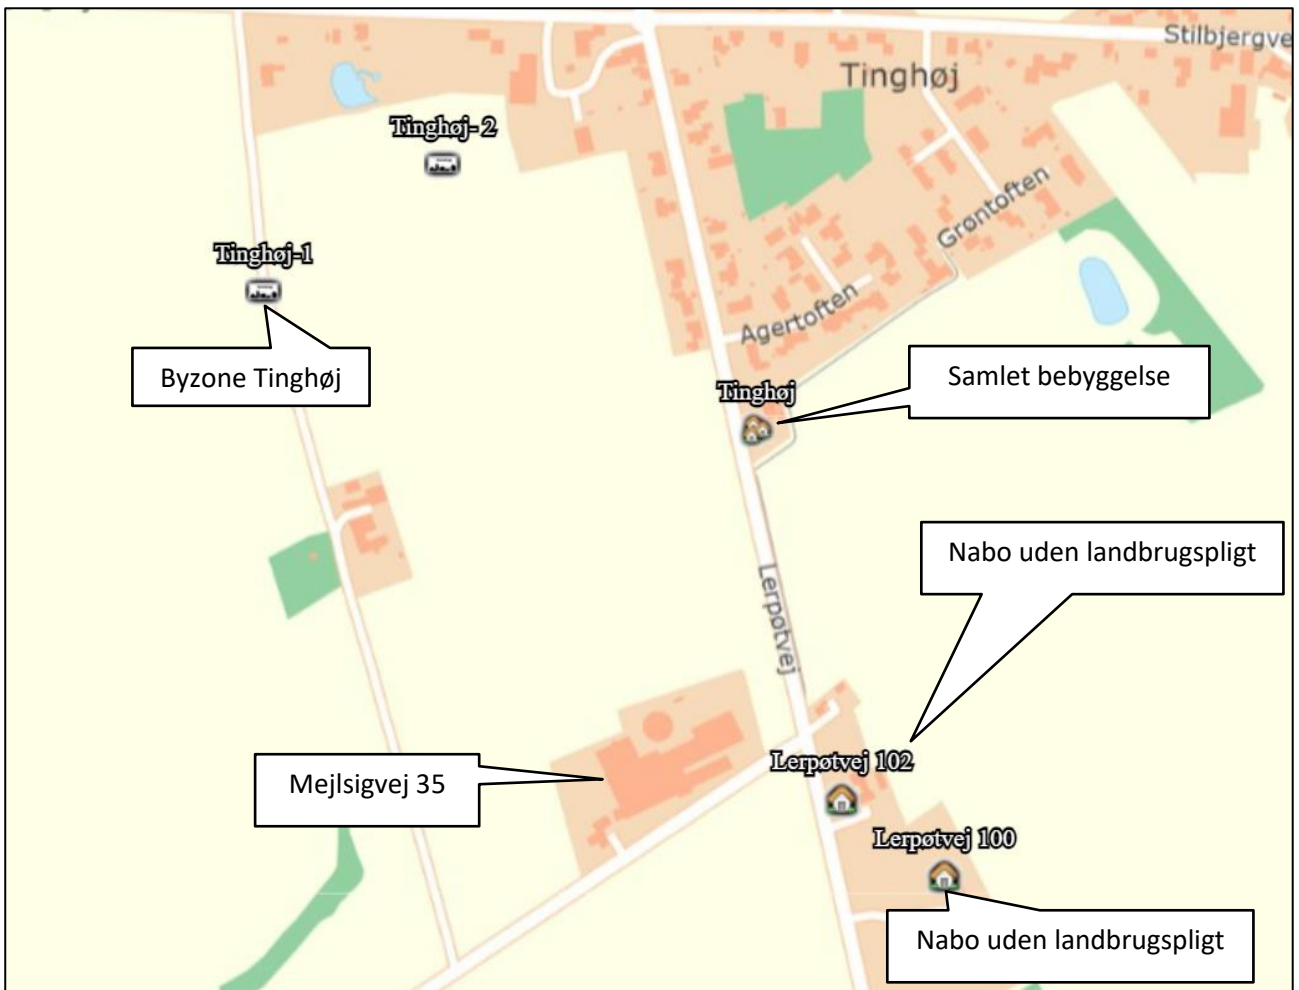 Stilbjergve
Tinghøj
Tinghøj-2
Grøntoften
Tinghøj-1
Agertoften
Byzone Tinghøj
Samlet bebyggelse
Tinghøj
Nabo uden landbrugspligt
Lerpøtvej
Lerpøtvej 102
Mejlsigvej 35
Lerpøtvej 100
Nabo uden landbrugspligt